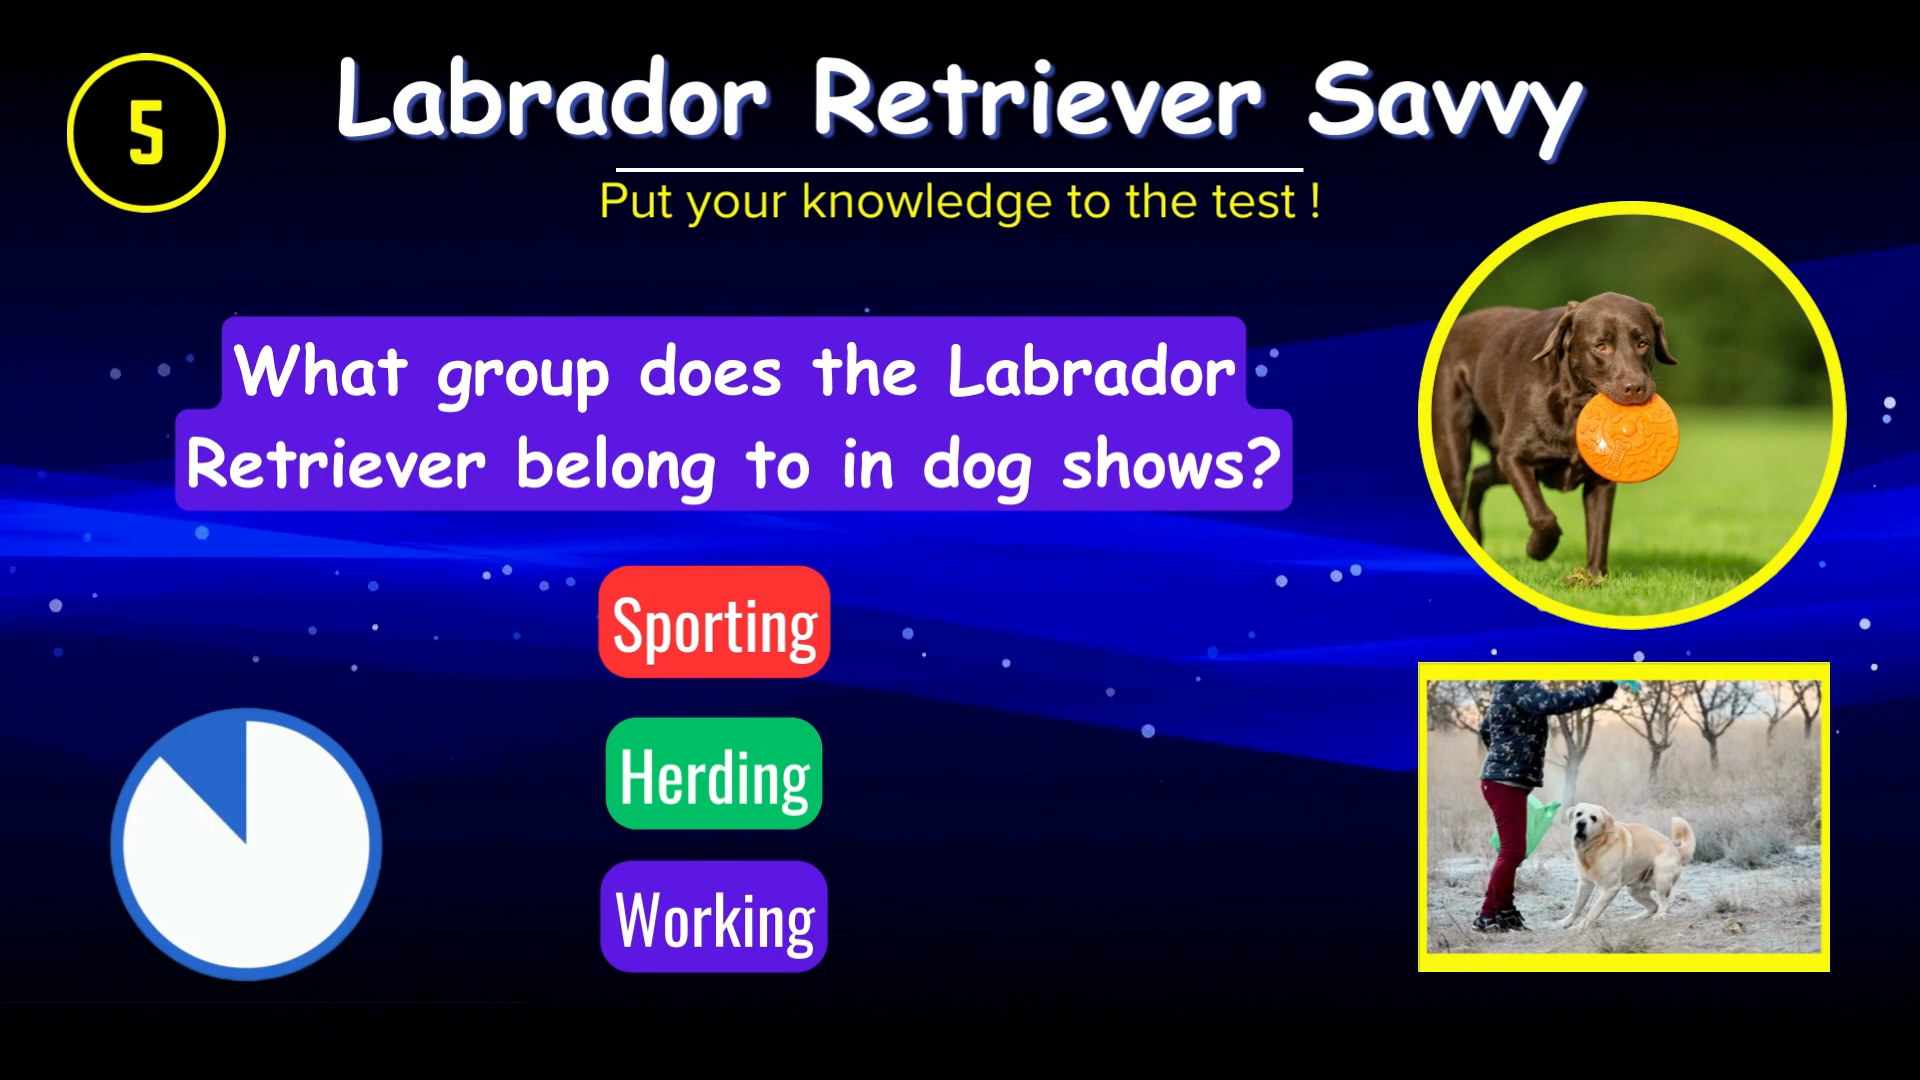 5
Labrador Retriever Savvy
Put your knowledge to the test !
What group does the Labrador
Retriever belong to in dog shows?
Sporting
Herding
Working